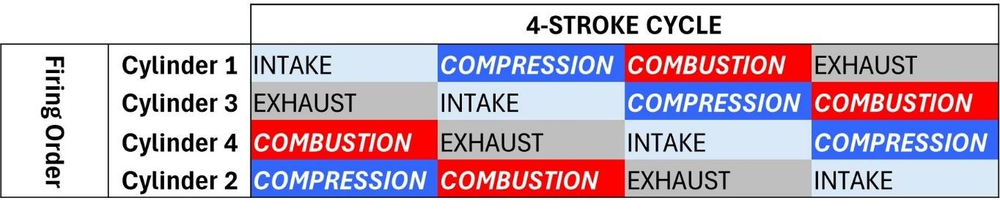 4-STROKE CYCLE
Firing Order
Cylinder 1 INTAKE COMPRESSION COMBUSTION EXHAUST
Cylinder 3 EXHAUST INTAKE COMPRESSION COMBUSTION
Cylinder 4 COMBUSTION EXHAUST INTAKE COMPRESSION
Cylinder 2 COMPRESSION COMBUSTION EXHAUST INTAKE